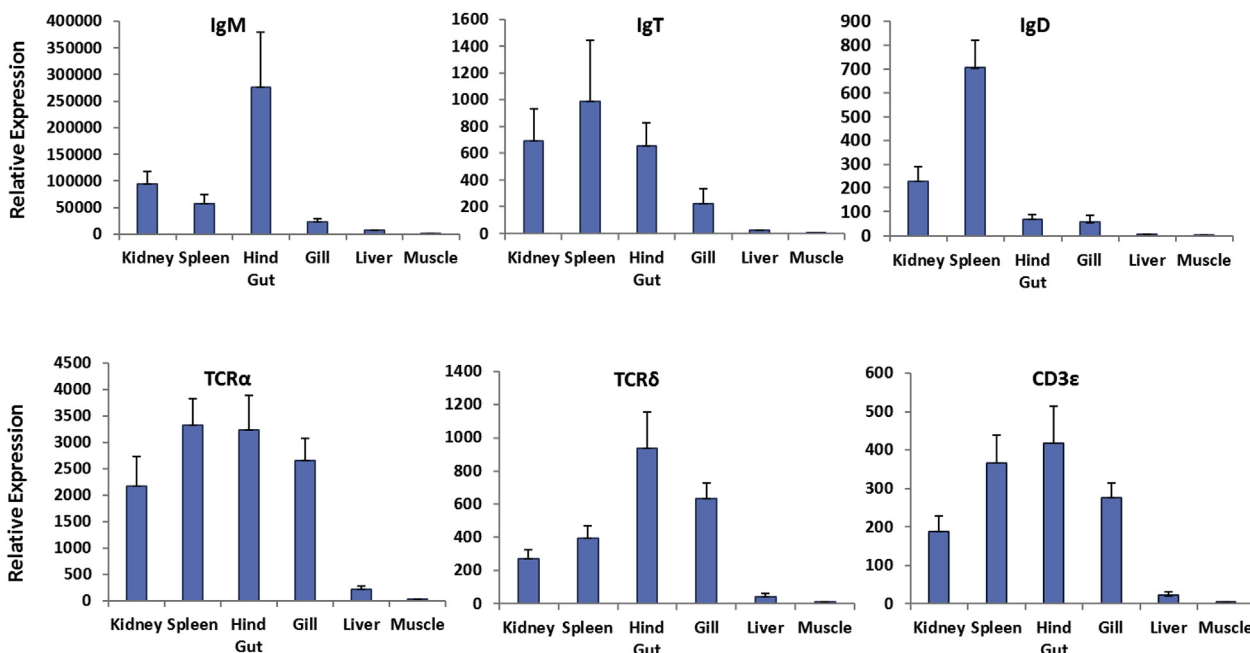 IgM
400000
350000
300000
250000
200000
150000
100000
50000
0
Relative Expression
Kidney Spleen Hind Gill Liver Muscle
Gut
IgT
1600
1400
1200
1000
800
600
400
200
0
Kidney Spleen Hind Gill Liver Muscle
Gut
IgD
900
800
700
600
500
400
300
200
100
0
Kidney Spleen Hind Gill Liver Muscle
Gut
TCRα
4500
4000
3500
3000
2500
2000
1500
1000
500
0
Relative Expression
Kidney Spleen Hind Gill Liver Muscle
Gut
TCRδ
1400
1200
1000
800
600
400
200
0
Kidney Spleen Hind Gill Liver Muscle
Gut
CD3ε
600
500
400
300
200
100
0
Kidney Spleen Hind Gill Liver Muscle
Gut